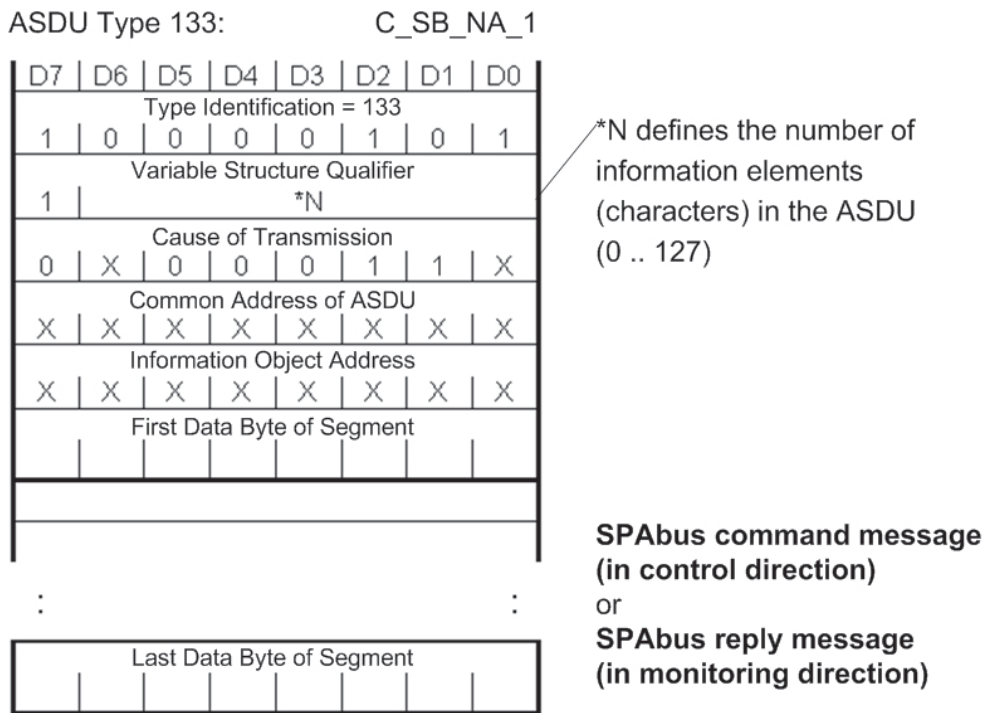 ASDU Type 133: C_SB_NA_1
D7 D6 D5 D4 D3 D2 D1 D0
Type Identification = 133
1 0 0 0 0 1 0 1
Variable Structure Qualifier
1 *N
Cause of Transmission
0 X 0 0 0 1 1 X
Common Address of ASDU
X X X X X X X X
Information Object Address
X X X X X X X X
First Data Byte of Segment
: :
Last Data Byte of Segment
*N defines the number of
information elements
(characters) in the ASDU
(0 .. 127)
SPAbus command message
(in control direction)
or
SPAbus reply message
(in monitoring direction)